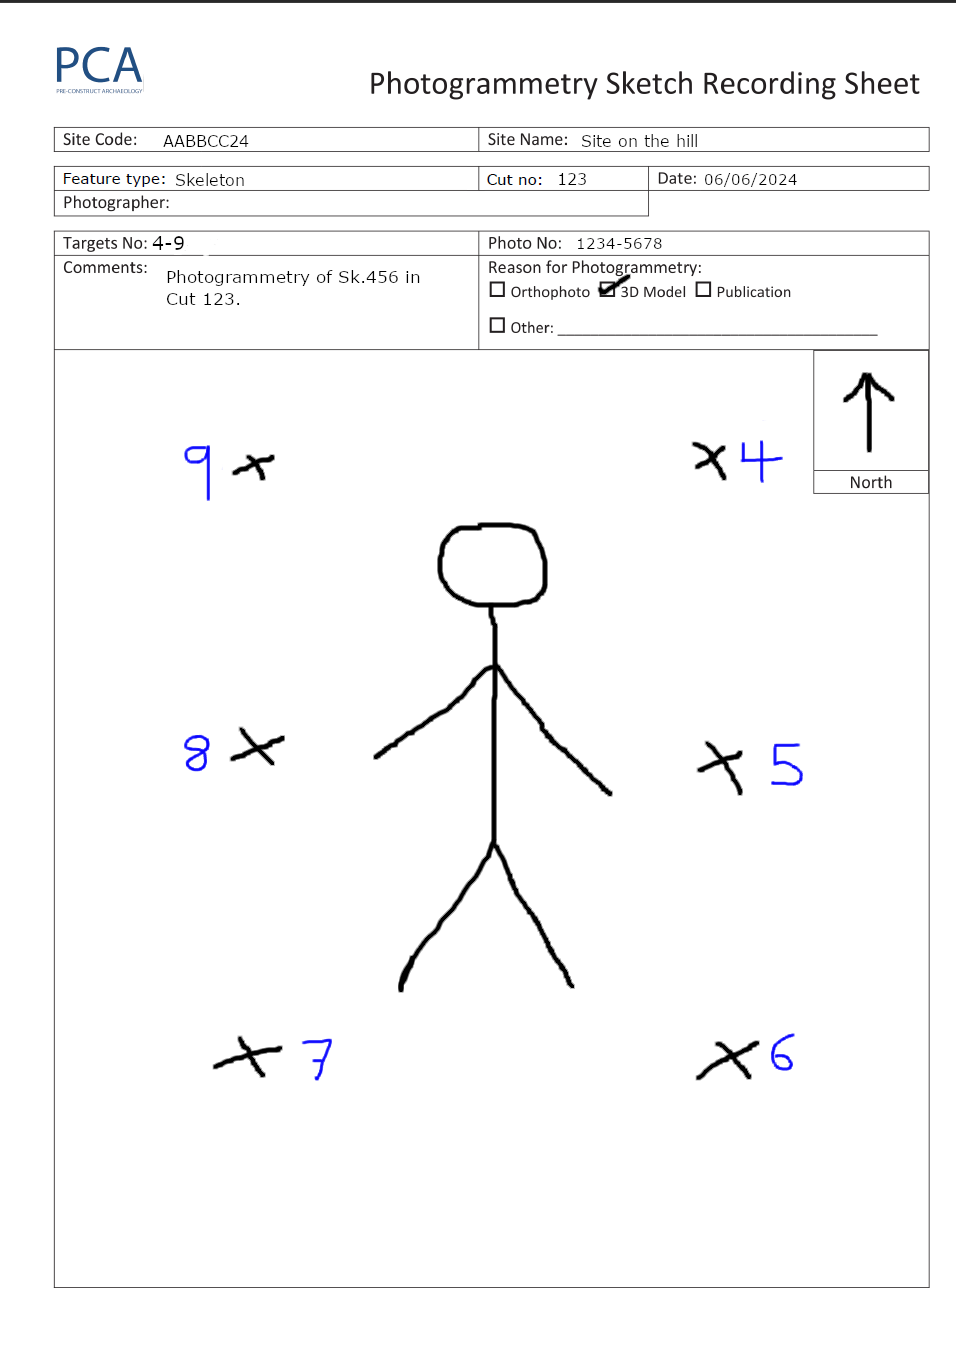 PCA
PRE-CONSTRUCT ARCHAEOLOGY
Photogrammetry Sketch Recording Sheet
Site Code: AABBCC24 Site Name: Site on the hill
Feature type: Skeleton Cut no: 123 Date: 06/06/2024
Photographer:
Targets No: 4-9 Photo No: 1234-5678
Comments: Photogrammetry of Sk.456 in
Cut 123.
Reason for Photogrammetry:
Orthophoto 3D Model Publication
Other:
North
9 4
8 5
7 6